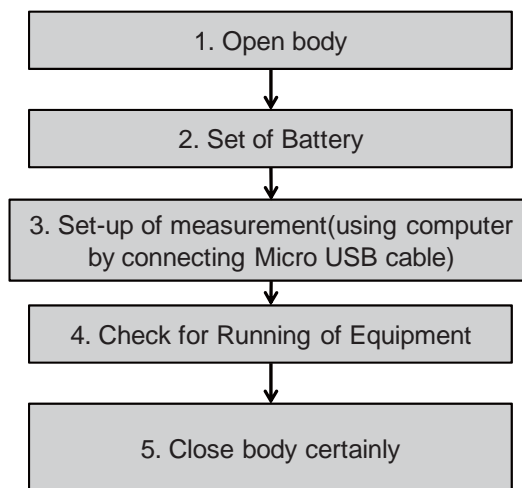 1. Open body
2. Set of Battery
3. Set-up of measurement(using computer
by connecting Micro USB cable)
4. Check for Running of Equipment
5. Close body certainly